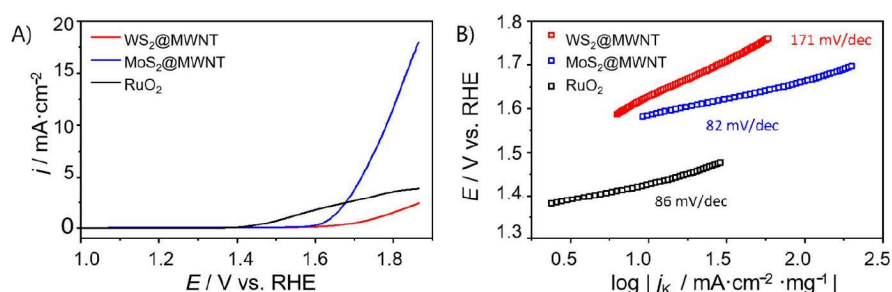 A)
WS₂@MWNT
MoS₂@MWNT
RuO₂
20
15
10
5
0
j / mA·cm⁻²
1.0 1.2 1.4 1.6 1.8
E / V vs. RHE
B)
WS₂@MWNT
MoS₂@MWNT
RuO₂
171 mV/dec
82 mV/dec
86 mV/dec
1.8
1.7
1.6
1.5
1.4
1.3
E / V vs. RHE
0.5 1.0 1.5 2.0 2.5
log | jK / mA·cm⁻² ·mg⁻¹|